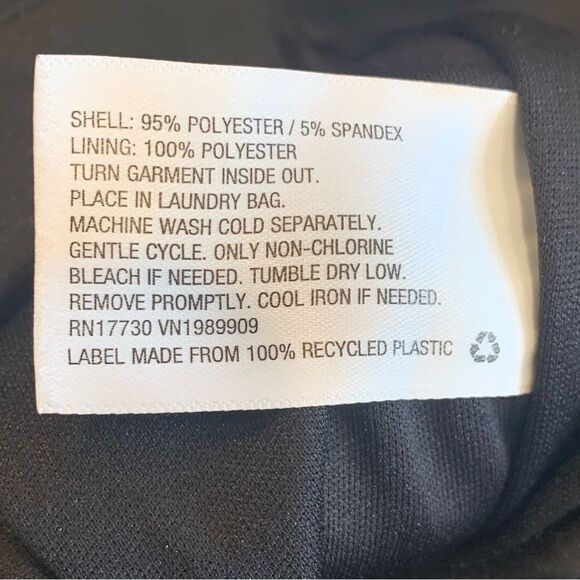 SHELL: 95% POLYESTER / 5% SPANDEX
LINING: 100% POLYESTER
TURN GARMENT INSIDE OUT.
PLACE IN LAUNDRY BAG.
MACHINE WASH COLD SEPARATELY.
GENTLE CYCLE. ONLY NON-CHLORINE
BLEACH IF NEEDED. TUMBLE DRY LOW.
REMOVE PROMPTLY. COOL IRON IF NEEDED.
RN17730 VN1989909
LABEL MADE FROM 100% RECYCLED PLASTIC